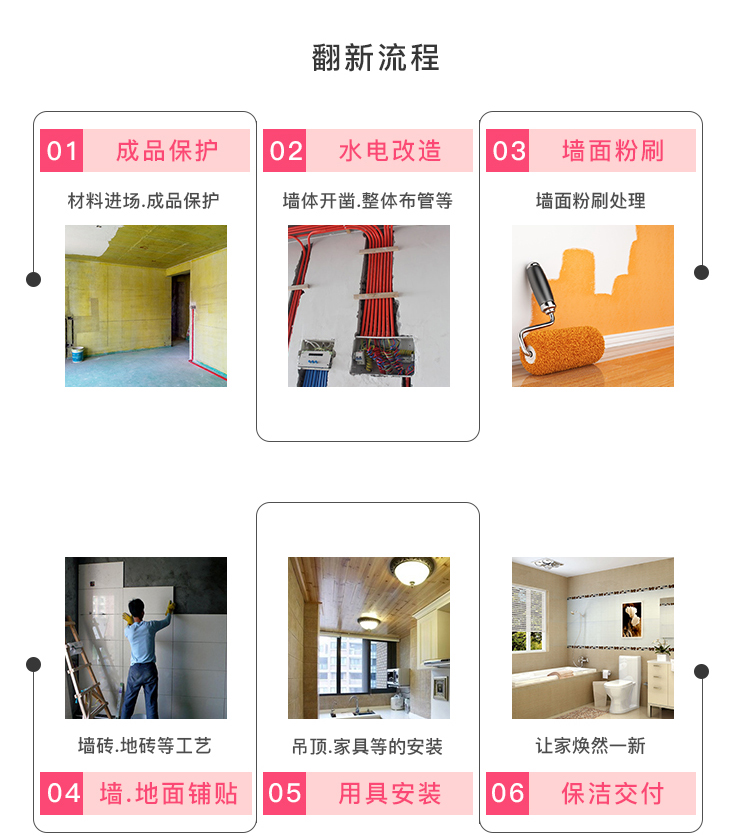 翻新流程
01 成品保护
材料进场.成品保护
02 水电改造
墙体开凿.整体布管等
03 墙面粉刷
墙面粉刷处理
墙砖.地砖等工艺
04 墙.地面铺贴
吊顶.家具等的安装
05 用具安装
让家焕然一新
06 保洁交付